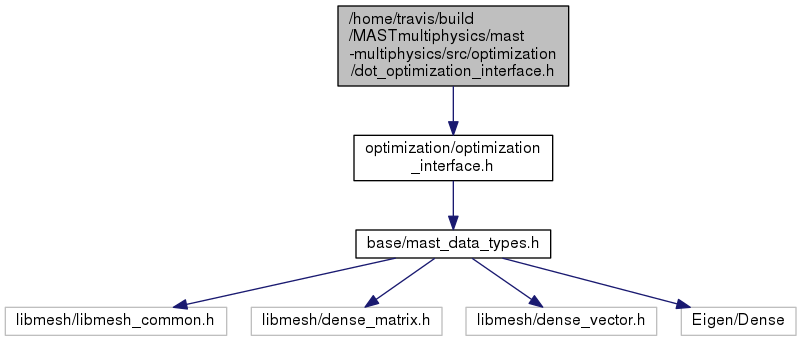 /home/travis/build
/MASTmultiphysics/mast
-multiphysics/src/optimization
/dot_optimization_interface.h
optimization/optimization
_interface.h
base/mast_data_types.h
libmesh/libmesh_common.h
libmesh/dense_matrix.h
libmesh/dense_vector.h
Eigen/Dense